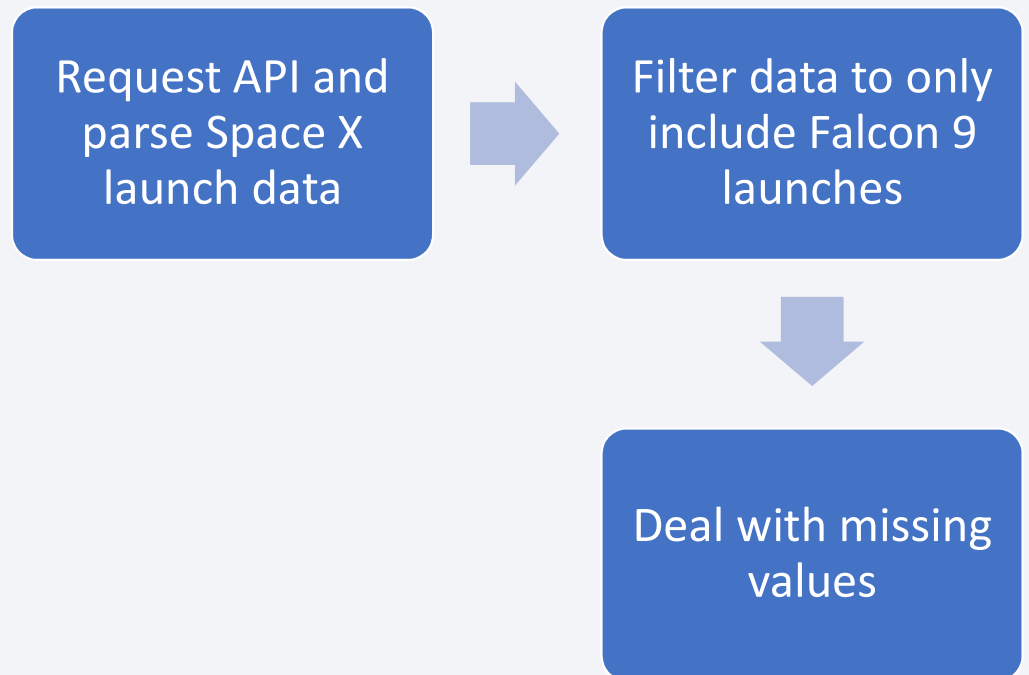 Request API and
parse Space X
launch data
Filter data to only
include Falcon 9
launches
Deal with missing
values